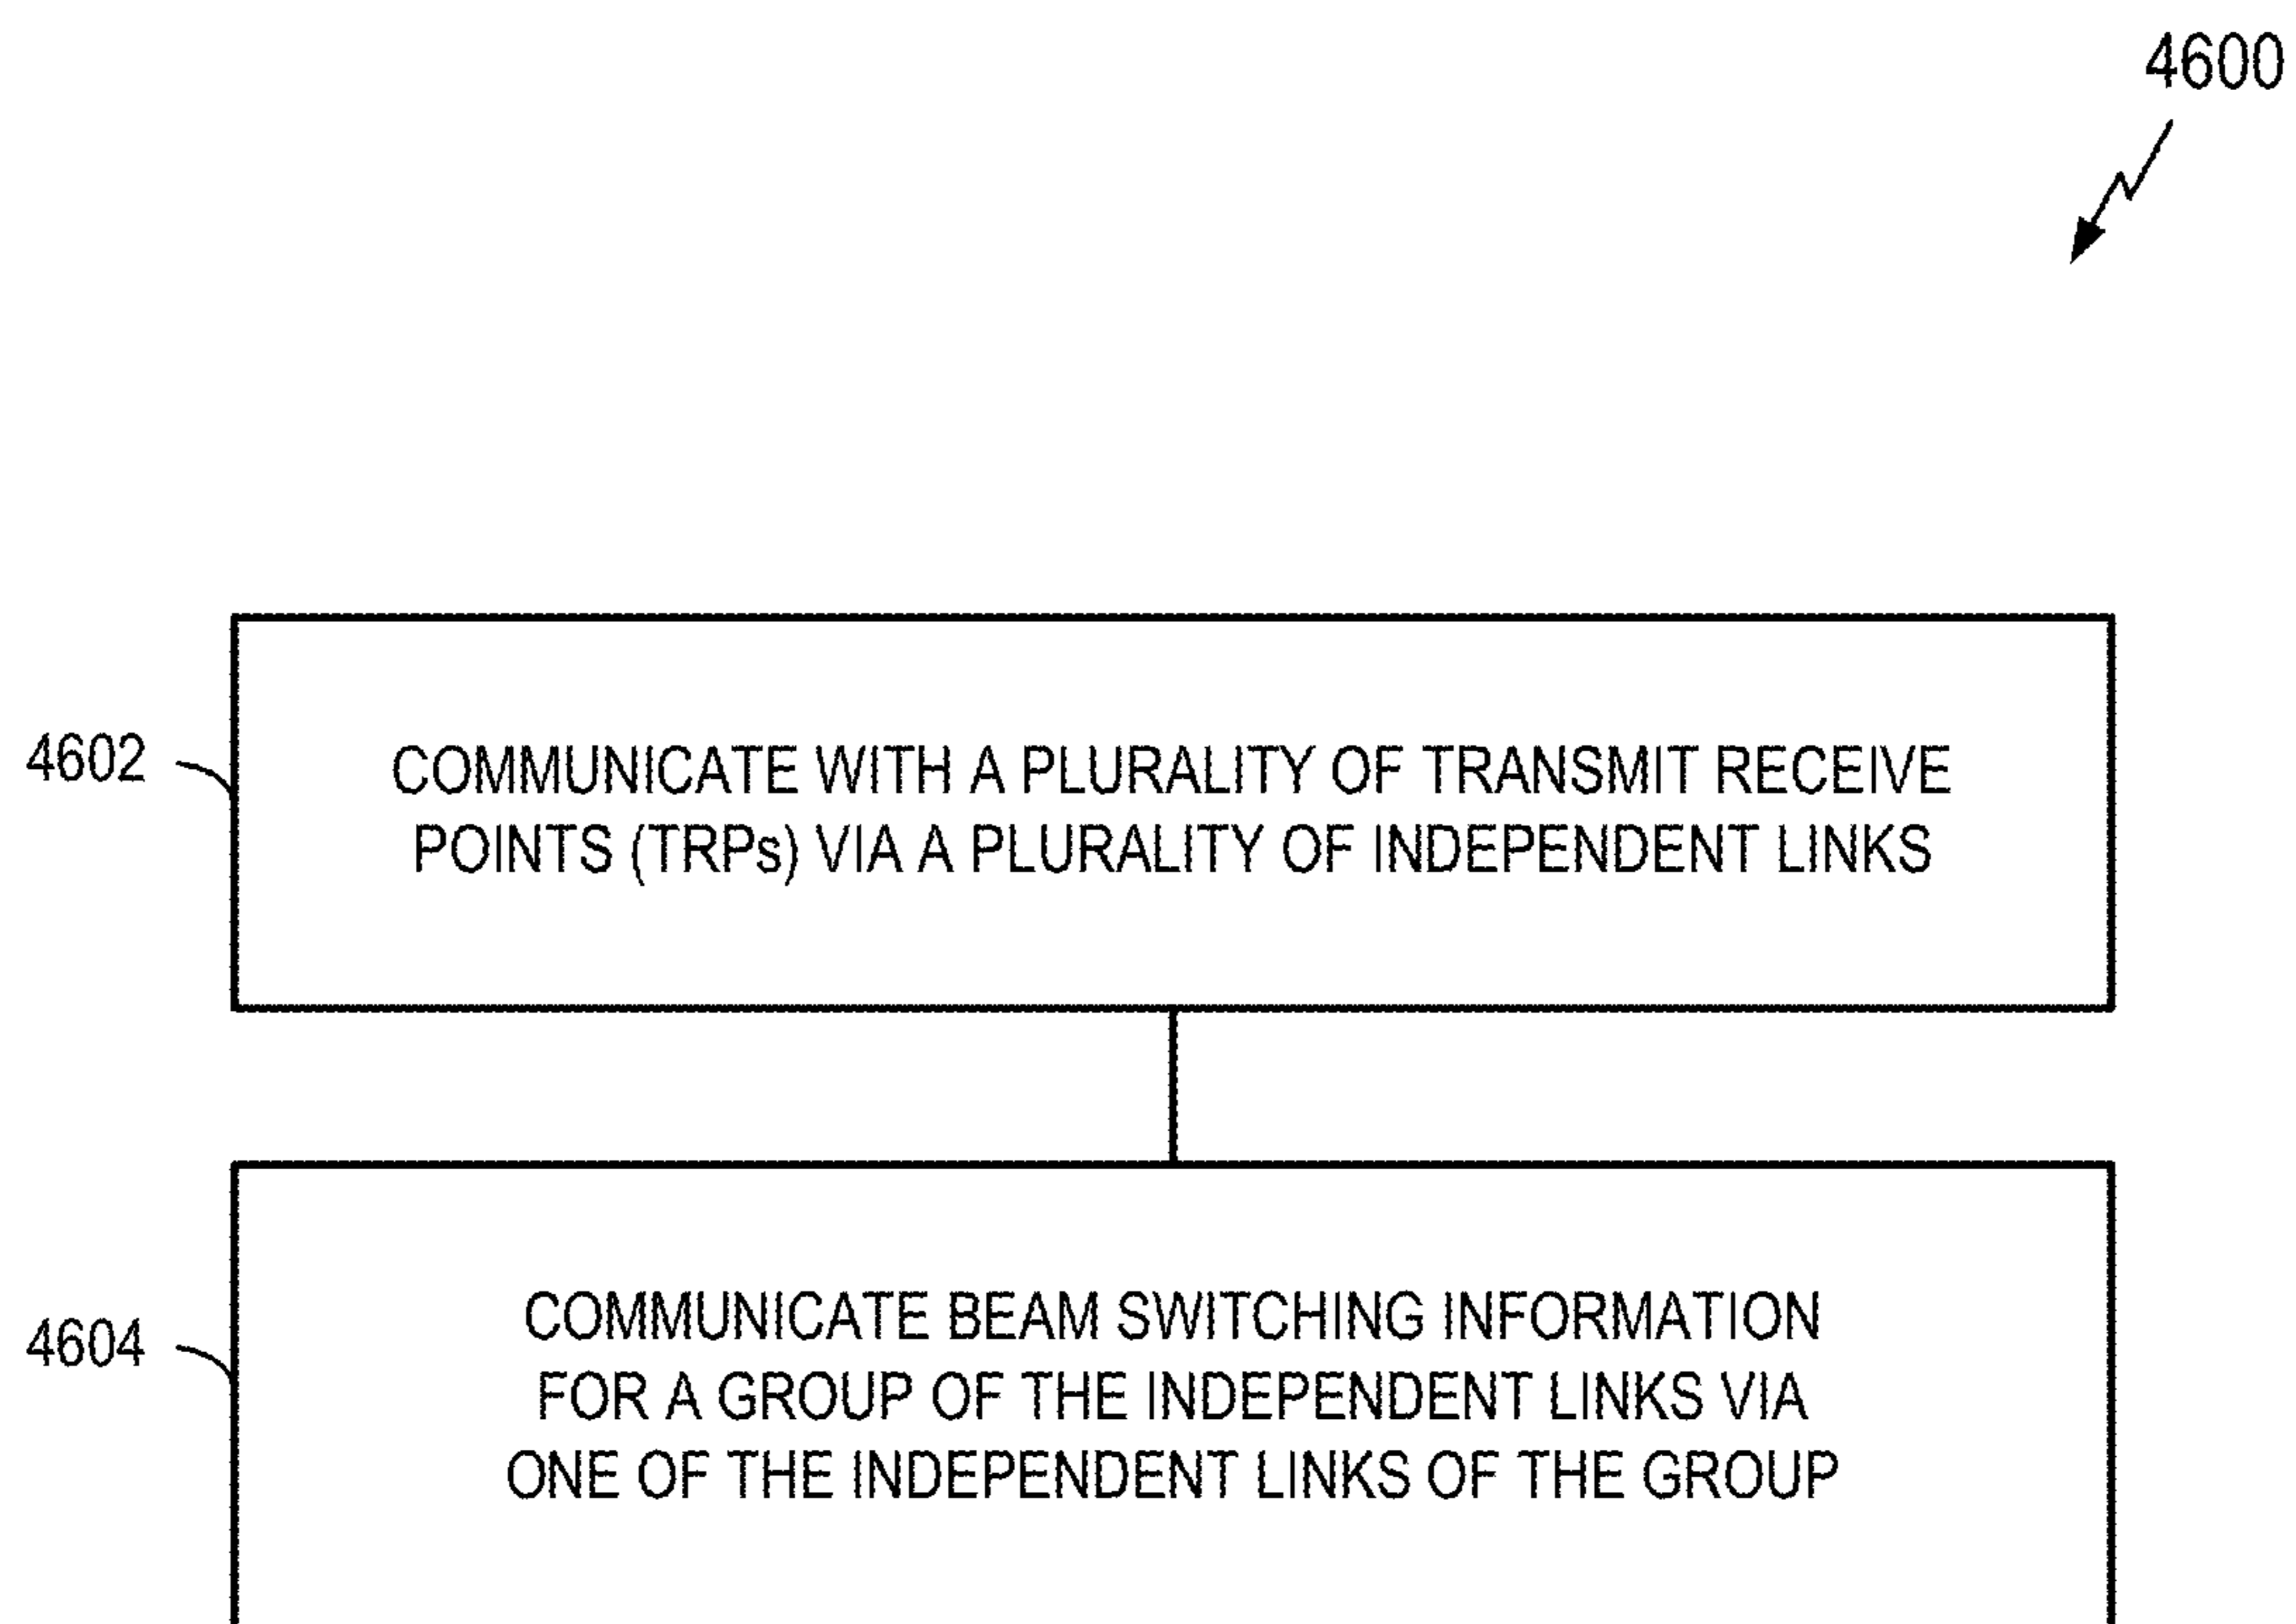 4600
4602
COMMUNICATE WITH A PLURALITY OF TRANSMIT RECEIVE
POINTS (TRPs) VIA A PLURALITY OF INDEPENDENT LINKS
4604
COMMUNICATE BEAM SWITCHING INFORMATION
FOR A GROUP OF THE INDEPENDENT LINKS VIA
ONE OF THE INDEPENDENT LINKS OF THE GROUP